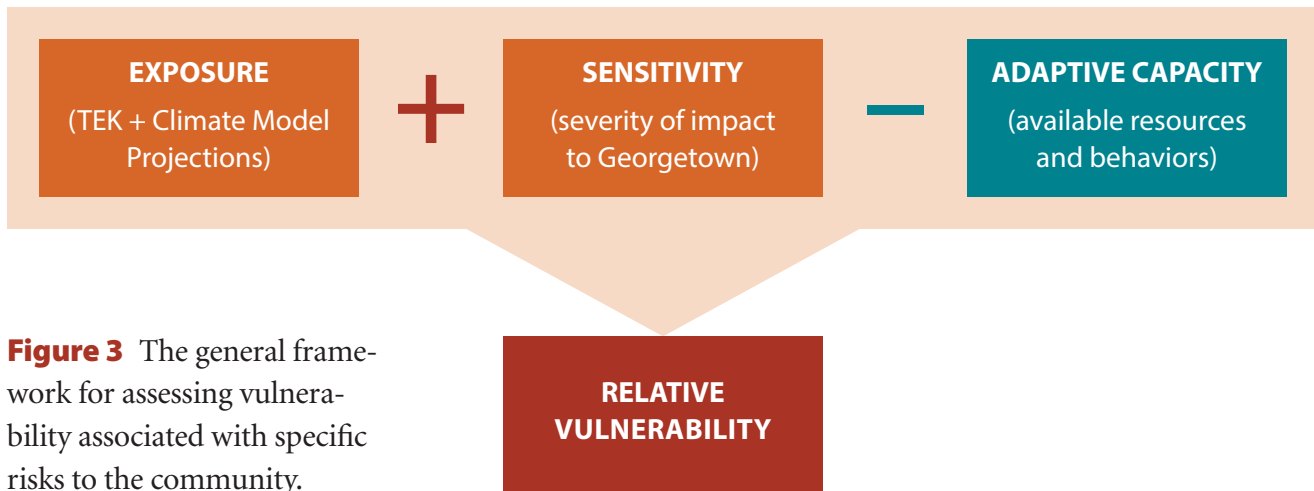 EXPOSURE
(TEK + Climate Model
Projections)
+
SENSITIVITY
(severity of impact
to Georgetown)
−
ADAPTIVE CAPACITY
(available resources
and behaviors)
RELATIVE
VULNERABILITY
Figure 3 The general frame-
work for assessing vulnera-
bility associated with specific
risks to the community.